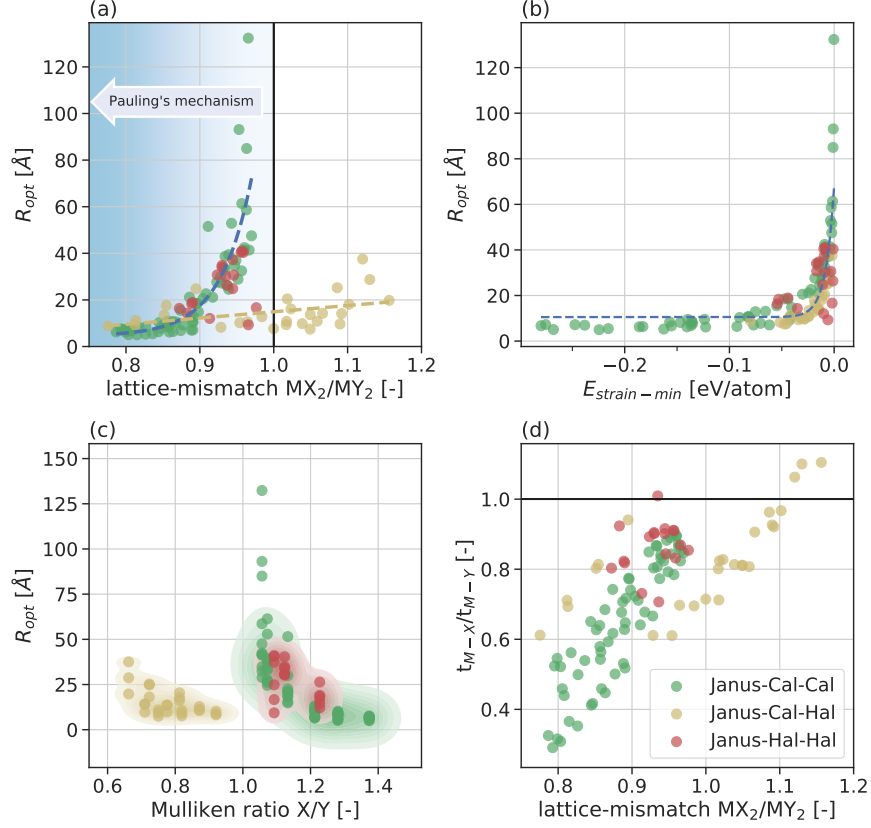 (a)
120
100
80
60
40
20
0
R_opt [Å]
Pauling's mechanism
0.8 0.9 1.0 1.1 1.2
lattice-mismatch MX₂/MY₂ [-]
(b)
120
100
80
60
40
20
0
R_opt [Å]
−0.2 −0.1 0.0
E_strain−min [eV/atom]
(c)
150
125
100
75
50
25
0
R_opt [Å]
0.6 0.8 1.0 1.2 1.4
Mulliken ratio X/Y [-]
(d)
1.0
0.8
0.6
0.4
t_M−X/t_M−Y [-]
Janus-Cal-Cal
Janus-Cal-Hal
Janus-Hal-Hal
0.8 0.9 1.0 1.1 1.2
lattice-mismatch MX₂/MY₂ [-]